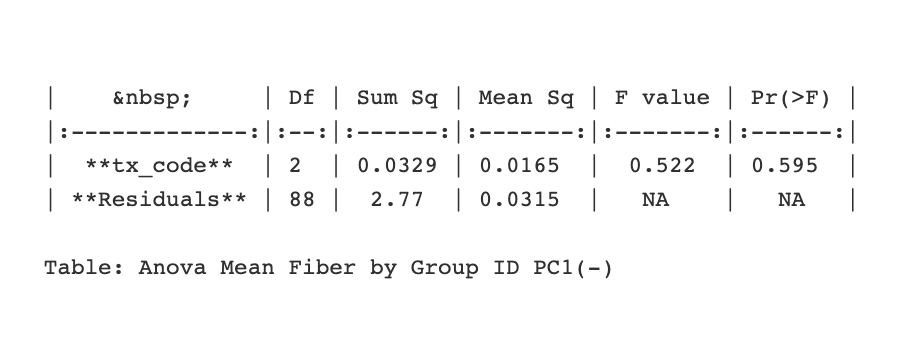 |     &nbsp;      | Df | Sum Sq | Mean Sq | F value | Pr(>F) |
|:-------------:|:--:|:------:|:-------:|:-------:|:------:|
|  **tx_code**  | 2  | 0.0329 | 0.0165  |  0.522  | 0.595  |
| **Residuals** | 88 |  2.77  | 0.0315  |   NA    |   NA   |
Table: Anova Mean Fiber by Group ID PC1(-)